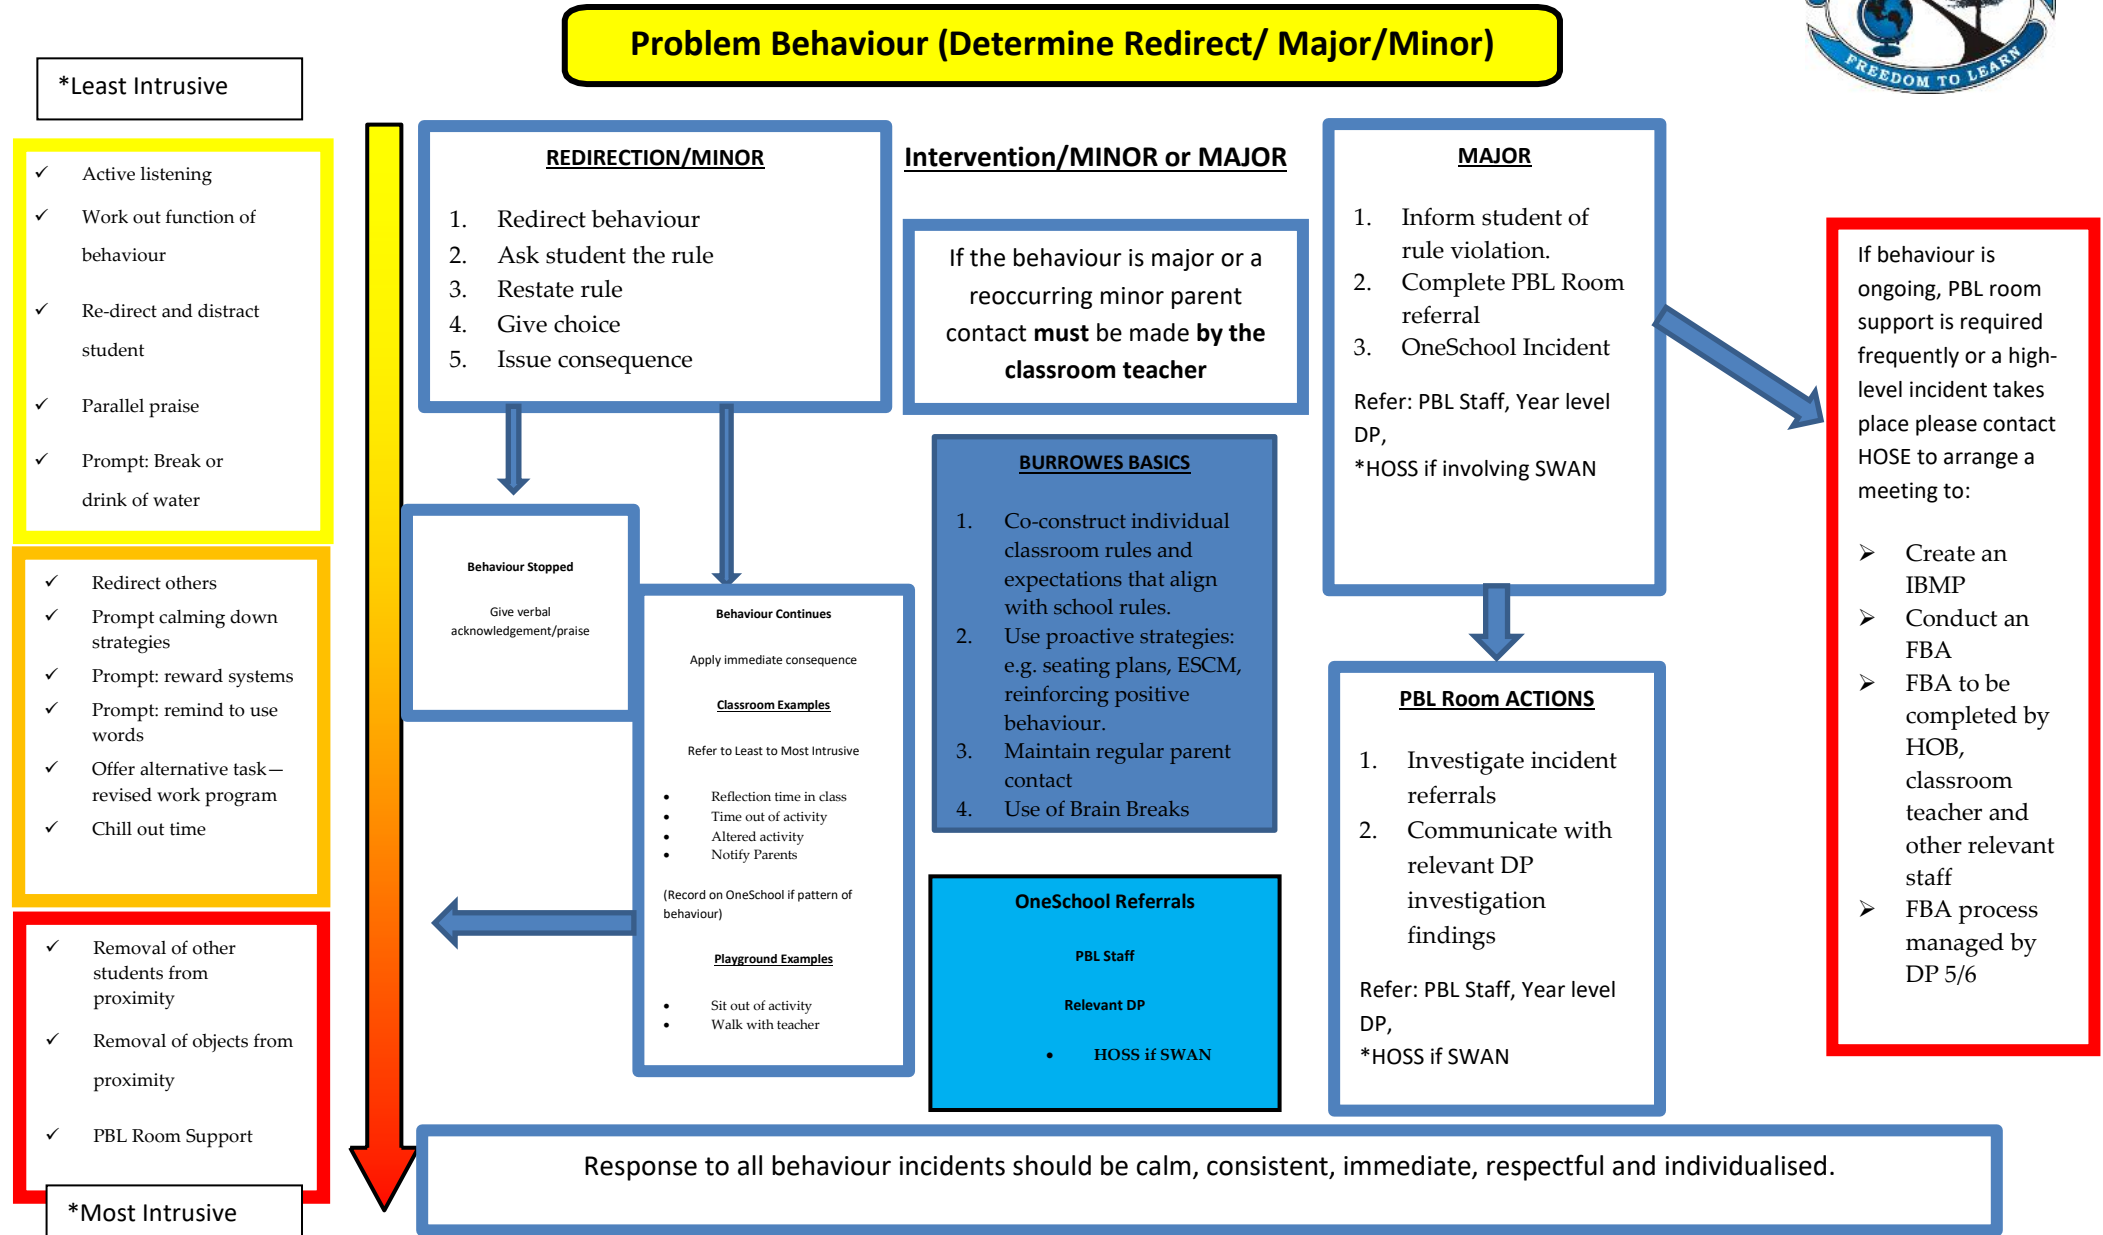 Problem Behaviour (Determine Redirect/ Major/Minor)
FREEDOM TO LEARN
*Least Intrusive
✓ Active listening
✓ Work out function of
behaviour
✓ Re-direct and distract
student
✓ Parallel praise
✓ Prompt: Break or
drink of water
✓ Redirect others
✓ Prompt calming down
strategies
✓ Prompt: reward systems
✓ Prompt: remind to use
words
✓ Offer alternative task—
revised work program
✓ Chill out time
✓ Removal of other
students from
proximity
✓ Removal of objects from
proximity
✓ PBL Room Support
*Most Intrusive
REDIRECTION/MINOR
1. Redirect behaviour
2. Ask student the rule
3. Restate rule
4. Give choice
5. Issue consequence
Behaviour Stopped
Give verbal
acknowledgement/praise
Behaviour Continues
Apply immediate consequence
Classroom Examples
Refer to Least to Most Intrusive
• Reflection time in class
• Time out of activity
• Altered activity
• Notify Parents
(Record on OneSchool if pattern of
behaviour)
Playground Examples
• Sit out of activity
• Walk with teacher
Intervention/MINOR or MAJOR
If the behaviour is major or a
reoccurring minor parent
contact must be made by the
classroom teacher
BURROWES BASICS
1. Co-construct individual
classroom rules and
expectations that align
with school rules.
2. Use proactive strategies:
e.g. seating plans, ESCM,
reinforcing positive
behaviour.
3. Maintain regular parent
contact
4. Use of Brain Breaks
OneSchool Referrals
PBL Staff
Relevant DP
• HOSS if SWAN
MAJOR
1. Inform student of
rule violation.
2. Complete PBL Room
referral
3. OneSchool Incident
Refer: PBL Staff, Year level
DP,
*HOSS if involving SWAN
PBL Room ACTIONS
1. Investigate incident
referrals
2. Communicate with
relevant DP
investigation
findings
Refer: PBL Staff, Year level
DP,
*HOSS if SWAN
If behaviour is
ongoing, PBL room
support is required
frequently or a high-
level incident takes
place please contact
HOSE to arrange a
meeting to:
➢ Create an
IBMP
➢ Conduct an
FBA
➢ FBA to be
completed by
HOB,
classroom
teacher and
other relevant
staff
➢ FBA process
managed by
DP 5/6
Response to all behaviour incidents should be calm, consistent, immediate, respectful and individualised.